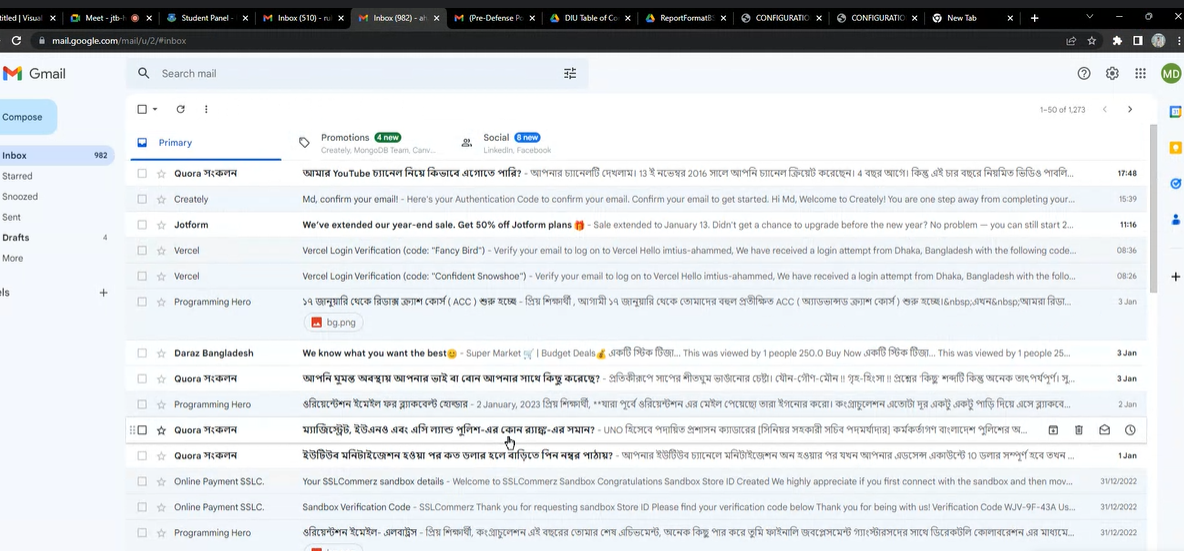 ntitled | Visual
Meet - jtb-
Student Panel -
Inbox (510) - rul
Inbox (982) - als
(Pre-Defense Po
DIU Table of Co
ReportFormatBS
CONFIGURATIO
CONFIGURATIO
New Tab
mail.google.com/mail/u/2/#inbox
Gmail
Search mail
MD
Compose
1–50 of 1,273
Primary
Promotions 4 new
Creately, MongoDB Team, Canv...
Social 8 new
LinkedIn, Facebook
Inbox 982
Starred
Snoozed
Sent
Drafts 4
More
els +
Quora সংকলন আমার YouTube চ্যানেল নিয়ে কিভাবে এগোতে পারি? - আপনার চ্যানেলটি দেখলাম। 13 ই নভেম্বর 2016 সালে আপনি চ্যানেল ক্রিয়েট করেছেন। 4 বছর আগে। কিন্তু এই চার বছরে নিয়মিত ভিডিও পাবলি... 17:48
Creately Md, confirm your email! - Here's your Authentication Code to confirm your email. Confirm your email to get started. Hi Md, Welcome to Creately! You are one step away from completing your... 15:39
Jotform We've extended our year-end sale. Get 50% off Jotform plans 🎁 - Sale extended to January 13. Didn't get a chance to upgrade before the new year? No problem — you can still start 2... 11:16
Vercel Vercel Login Verification (code: "Fancy Bird") - Verify your email to log on to Vercel Hello imtius-ahammed, We have received a login attempt from Dhaka, Bangladesh with the following code... 08:36
Vercel Vercel Login Verification (code: "Confident Snowshoe") - Verify your email to log on to Vercel Hello imtius-ahammed, We have received a login attempt from Dhaka, Bangladesh with the follo... 08:26
Programming Hero ১৭ জানুয়ারি থেকে রিডাক্স ক্র্যাশ কোর্স ( ACC ) শুরু হচ্ছে - প্রিয় শিক্ষার্থী , আগামী ১৭ জানুয়ারি থেকে তোমাদের বহুল প্রতীক্ষিত ACC ( অ্যাডভান্সড ক্র্যাশ কোর্স ) শুরু হচ্ছে।&nbsp;এখন&nbsp;আমরা রিডা... 3 Jan
bg.png
Daraz Bangladesh We know what you want the best😊 - Super Market 🛒 | Budget Deals💰 একটি স্টিক টিজা... This was viewed by 1 people 250.0 Buy Now একটি স্টিক টিজা... This was viewed by 1 people 25... 3 Jan
Quora সংকলন আপনি ঘুমন্ত অবস্থায় আপনার ভাই বা বোন আপনার সাথে কিছু করেছে? - প্রতিকীরূপে সাপের শীতঘুম ভাঙানোর চেষ্টা। যৌন-গৌণ-মৌন !! গৃহ-হিংসা !! প্রশ্নের 'কিছু' শব্দটি কিন্তু অনেক তাৎপর্যপূর্ণ। সু... 3 Jan
Programming Hero ওরিয়েন্টেশন ইমেইল ফর ব্ল্যাকবেল্ট হোল্ডার - 2 January, 2023 প্রিয় শিক্ষার্থী, **যারা পূর্বে ওরিয়েন্টেশন এর মেইল পেয়েছো তারা ইগনোর করো। কংগ্রাচুলেশন এতোটা দূর একটু একটু পাড়ি দিয়ে এসে ব্ল্যাকবে... 2 Jan
Quora সংকলন ম্যাজিস্ট্রেট, ইউএনও এবং এসি ল্যান্ড পুলিশ-এর কোন র‍্যাঙ্ক-এর সমান? - UNO হিসেবে পদায়িত প্রশাসন ক্যাডারের (সিনিয়র সহকারী সচিব পদমর্যাদার) কর্মকর্তাগণ বাংলাদেশ পুলিশের অ...
Quora সংকলন ইউটিউব মনিটাইজেশন হওয়া পর কত ডলার হলে বাড়িতে পিন নম্বর পাঠায়? - আপনার ইউটিউব চ্যানেলে মনিটাইজেশন অন হওয়ার পর যখন আপনার এডসেন্স একাউন্টে 10 ডলার সম্পূর্ণ হবে তখন ... 1 Jan
Online Payment SSLC. Your SSLCommerz sandbox details - Welcome to SSLCommerz Sandbox Congratulations Sandbox Store ID Created We highly appreciate if you first connect with the sandbox and then mov... 31/12/2022
Online Payment SSLC. Sandbox Verification Code - SSLCommerz Thank you for requesting sandbox Store ID Please find your verification code below Thank you for being with us! Verification Code WJV-9F-43A Us... 31/12/2022
Programming Hero ওরিয়েন্টেশন ইমেইল- এলবাট্রস - প্রিয় শিক্ষার্থী, কংগ্রাচুলেশন এই বছরের তোমার শেষ এচিভমেন্ট, অনেক কিছু পার করে তুমি ফাইনালি জবপ্লেসমেন্ট গ্যাংস্টারসদের সাথে ডিরেকটলি কোলাবরেশন এর মাধ্যমে... 31/12/2022